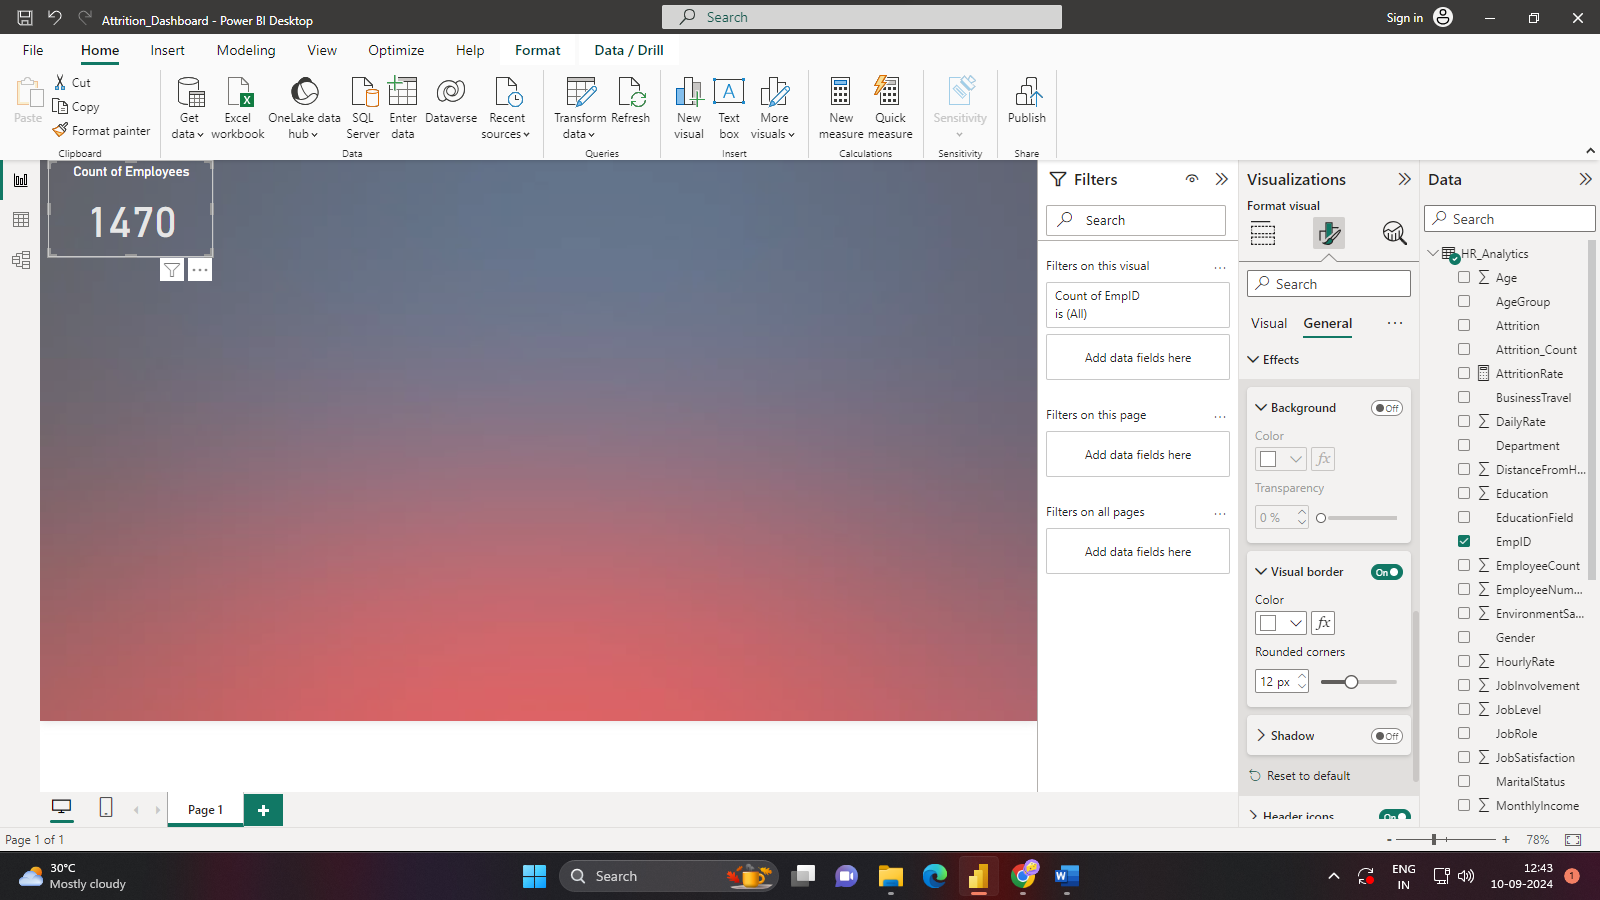 Attrition_Dashboard - Power BI Desktop
Search
Sign in
File
Home
Insert
Modeling
View
Optimize
Help
Format
Data / Drill
Paste
Cut
Copy
Format painter
Clipboard
Get data
Excel workbook
OneLake data hub
SQL Server
Enter data
Dataverse
Recent sources
Data
Transform data
Refresh
Queries
New visual
Text box
More visuals
Insert
New measure
Quick measure
Calculations
Sensitivity
Sensitivity
Publish
Share
Count of Employees
1470
Filters
Search
Filters on this visual
Count of EmpID
is (All)
Add data fields here
Filters on this page
Add data fields here
Filters on all pages
Add data fields here
Visualizations
Format visual
Search
Visual
General
Effects
Background
Off
Color
fx
Transparency
0 %
Visual border
On
Color
fx
Rounded corners
12 px
Shadow
Off
Reset to default
Header icons
On
Data
Search
HR_Analytics
Age
AgeGroup
Attrition
Attrition_Count
AttritionRate
BusinessTravel
DailyRate
Department
DistanceFromH...
Education
EducationField
EmpID
EmployeeCount
EmployeeNum...
EnvironmentSa...
Gender
HourlyRate
JobInvolvement
JobLevel
JobRole
JobSatisfaction
MaritalStatus
MonthlyIncome
Page 1
Page 1 of 1
78%
30°C
Mostly cloudy
Search
ENG
IN
12:43
10-09-2024
1